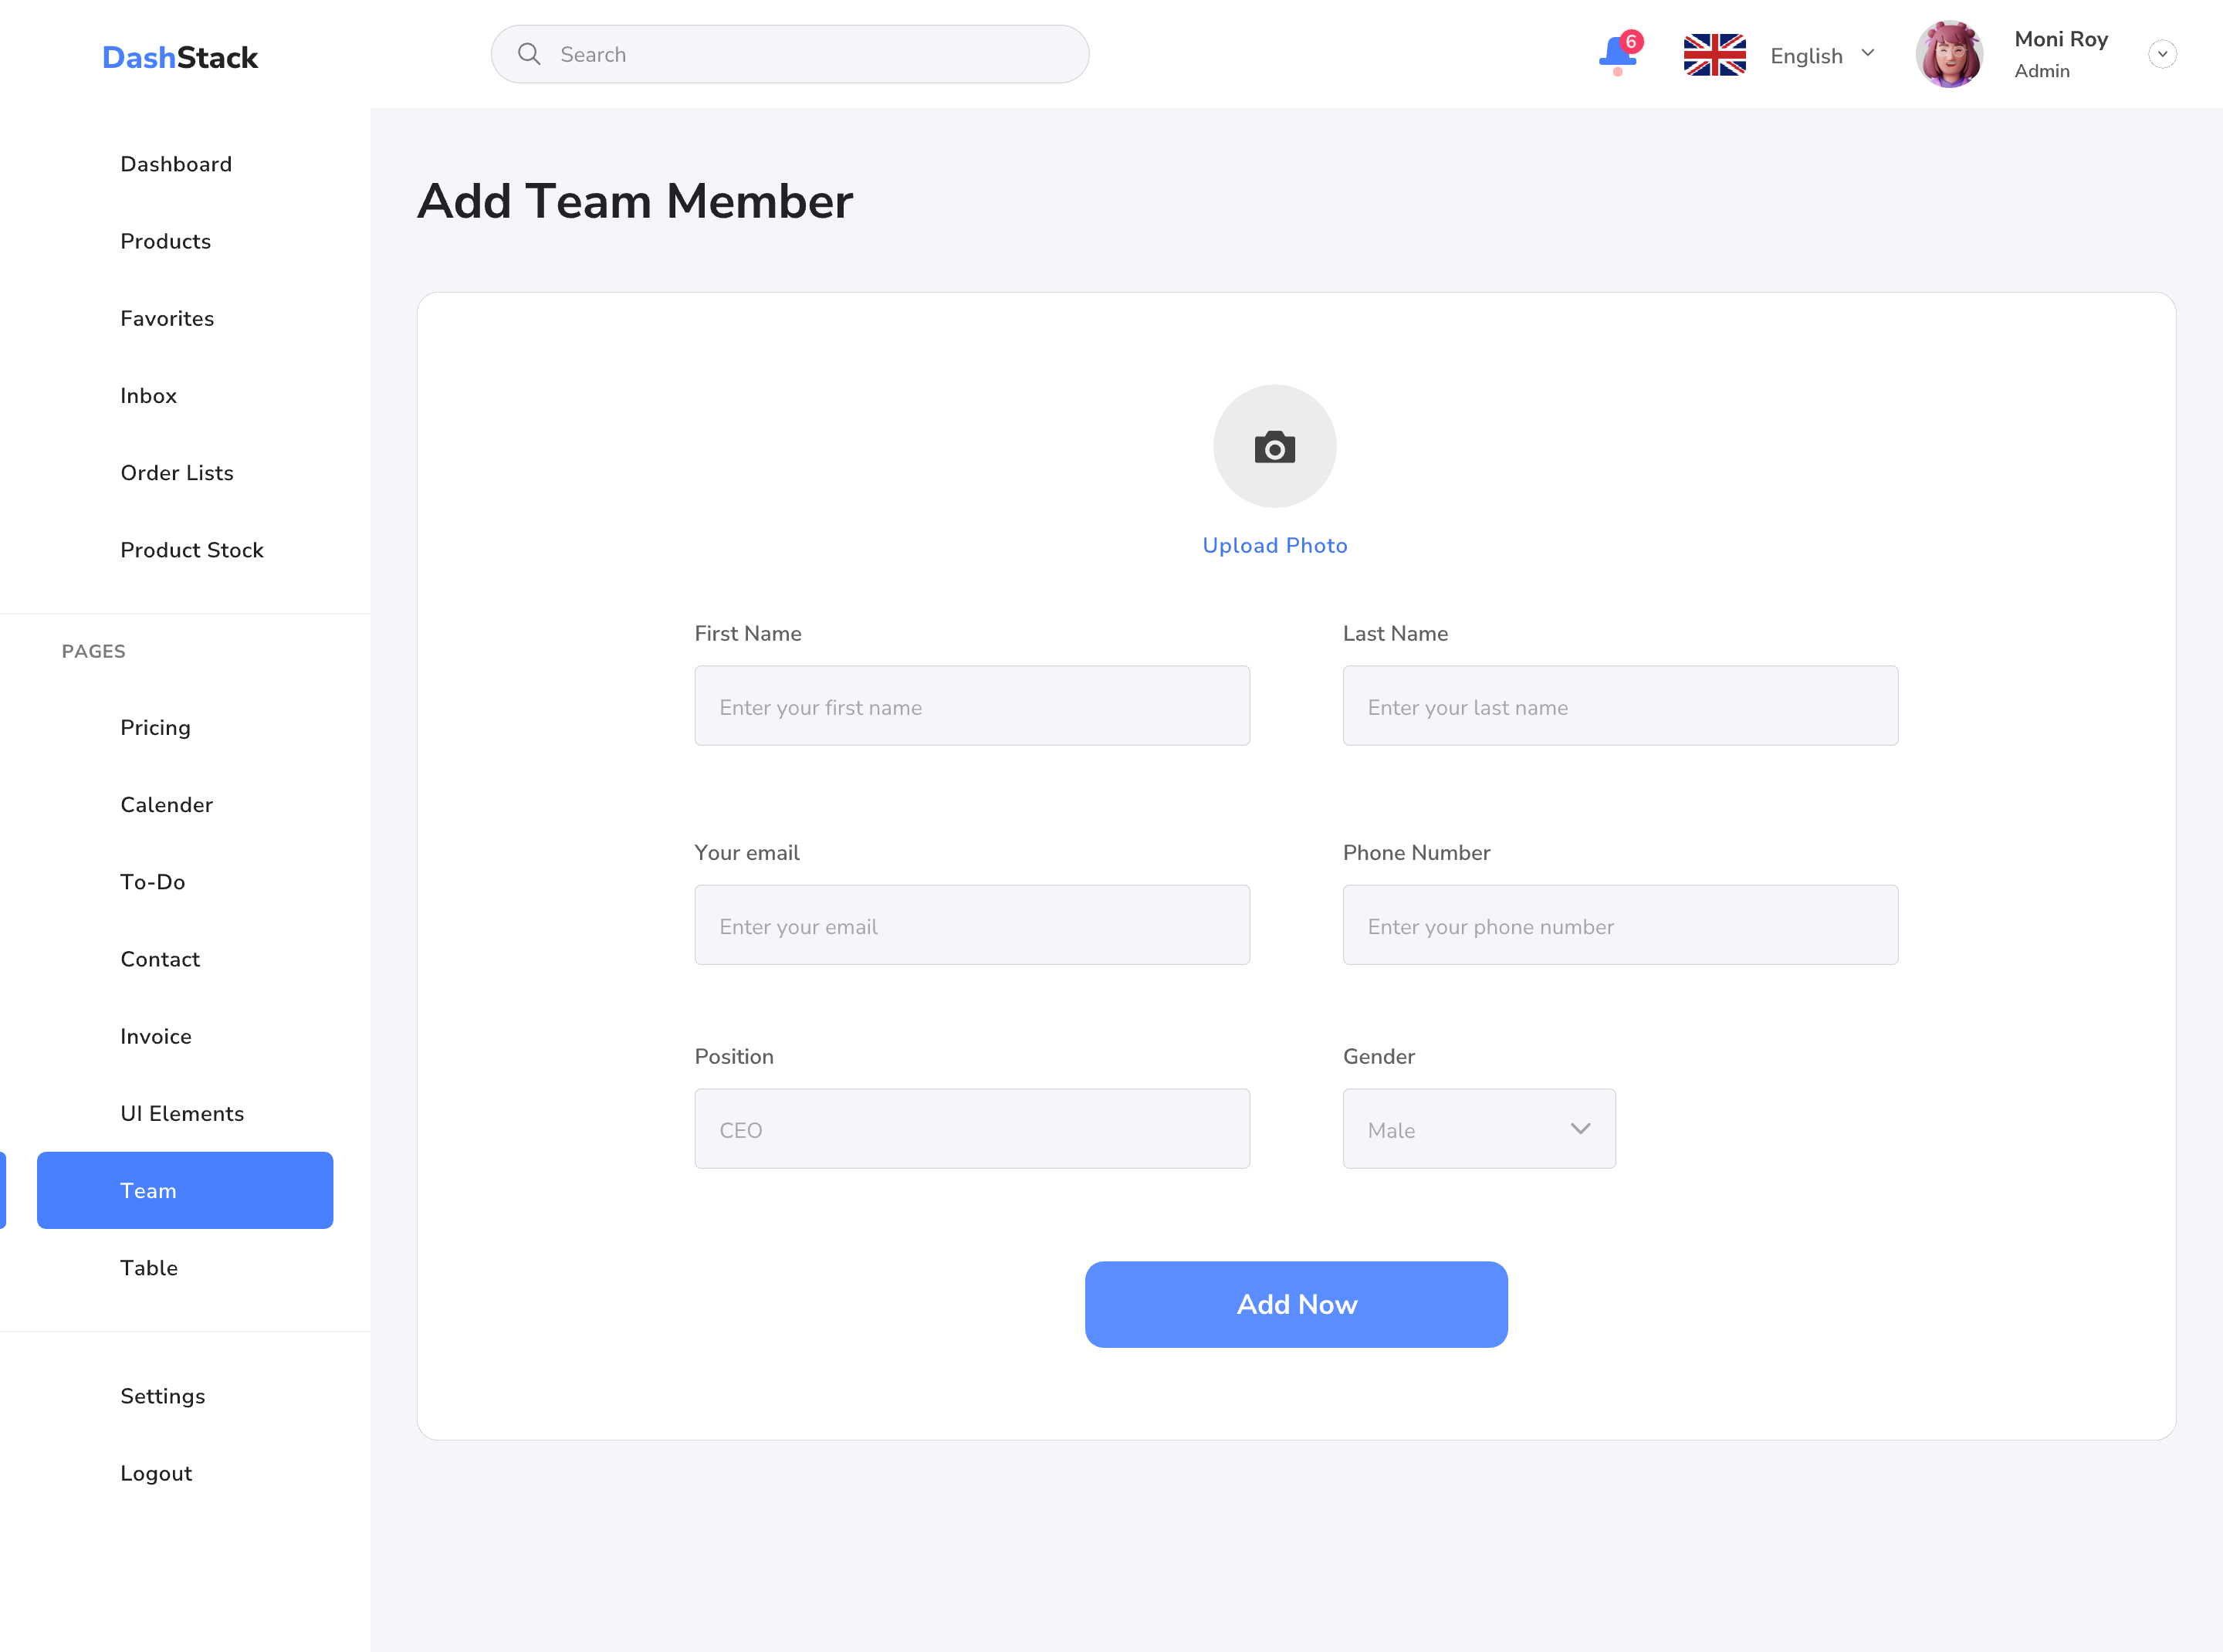 DashStack
Search
6
English
Moni Roy
Admin
Dashboard
Products
Favorites
Inbox
Order Lists
Product Stock
PAGES
Pricing
Calender
To-Do
Contact
Invoice
UI Elements
Team
Table
Settings
Logout
Add Team Member
Upload Photo
First Name
Last Name
Enter your first name
Enter your last name
Your email
Phone Number
Enter your email
Enter your phone number
Position
Gender
CEO
Male
Add Now